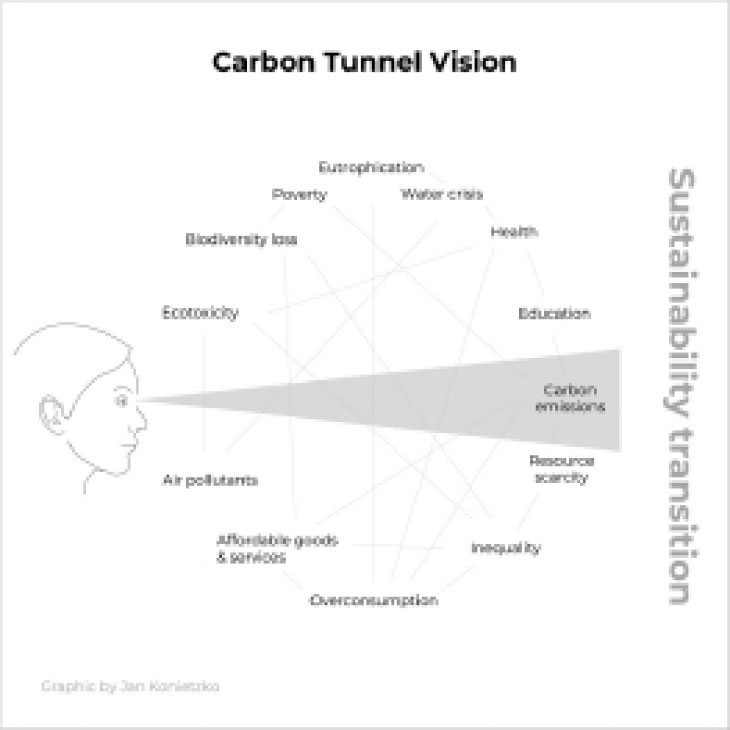 Carbon Tunnel Vision
Eutrophication
Poverty
Water crisis
Health
Biodiversity loss
Ecotoxicity
Education
Carbon
emissions
Resource
scarcity
Air pollutants
Affordable goods
& services
Inequality
Overconsumption
Sustainability transition
Graphic by Jan Konietzko